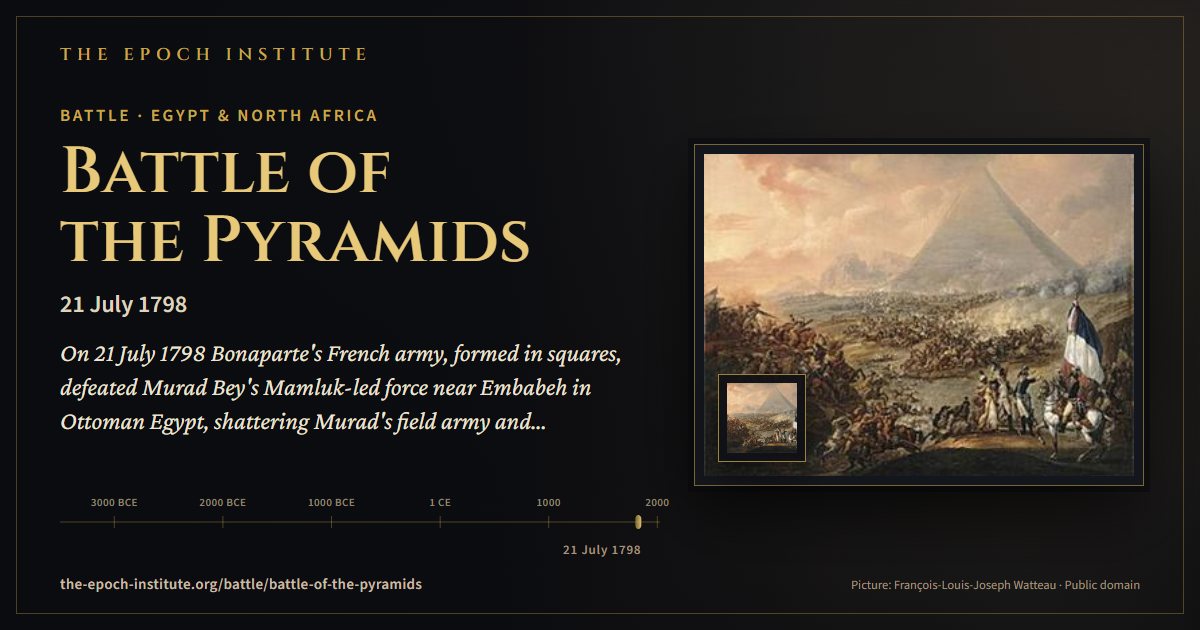 THE EPOCH INSTITUTE
BATTLE · EGYPT & NORTH AFRICA
BATTLE OF
THE PYRAMIDS
21 July 1798
On 21 July 1798 Bonaparte's French army, formed in squares,
defeated Murad Bey's Mamluk-led force near Embabeh in
Ottoman Egypt, shattering Murad's field army and...
3000 BCE 2000 BCE 1000 BCE 1 CE 1000 2000
21 July 1798
the-epoch-institute.org/battle/battle-of-the-pyramids
Picture: François-Louis-Joseph Watteau · Public domain